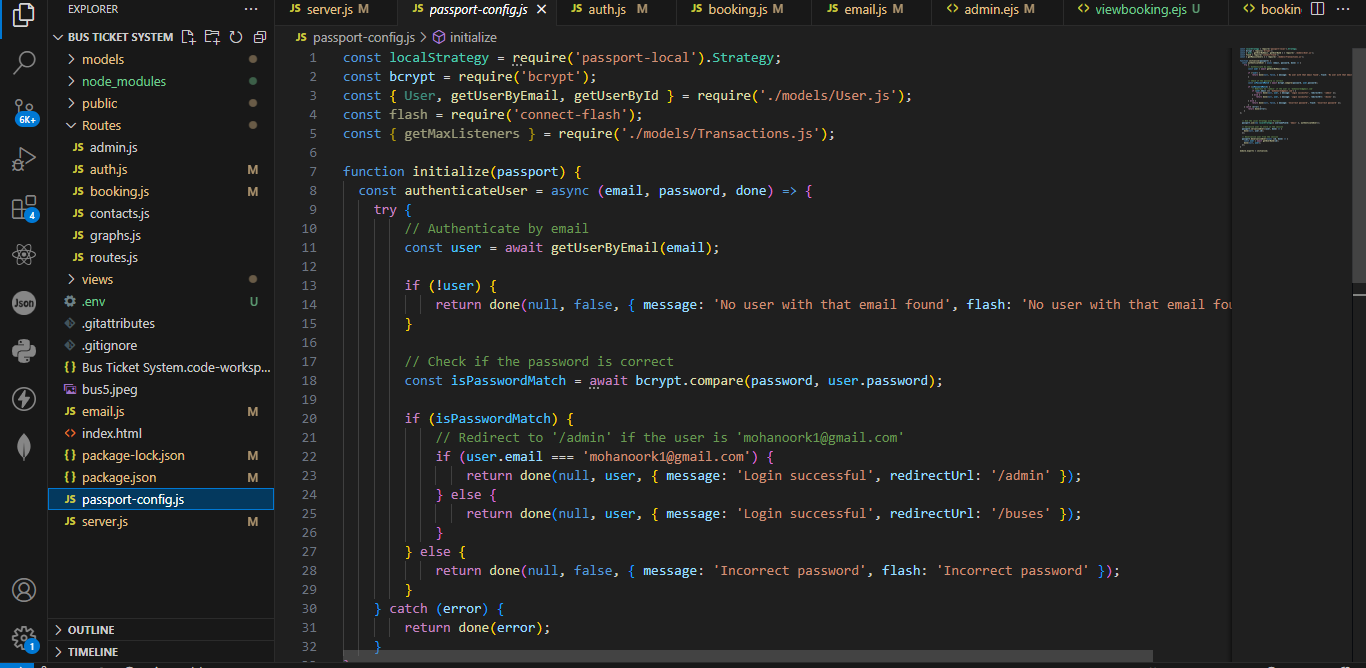 EXPLORER
BUS TICKET SYSTEM
models
node_modules
public
Routes
JS admin.js
JS auth.js M
JS booking.js M
JS contacts.js
JS graphs.js
JS routes.js
views
.env U
.gitattributes
.gitignore
{} Bus Ticket System.code-worksp...
bus5.jpeg
JS email.js M
<> index.html
{} package-lock.json M
{} package.json M
JS passport-config.js
JS server.js M
OUTLINE
TIMELINE
6K+
4
Json
1
JS server.js M
JS passport-config.js
JS auth.js M
JS booking.js M
JS email.js M
<> admin.ejs M
<> viewbooking.ejs U
<> bookin
JS passport-config.js > initialize
1 const localStrategy = require('passport-local').Strategy;
2 const bcrypt = require('bcrypt');
3 const { User, getUserByEmail, getUserById } = require('./models/User.js');
4 const flash = require('connect-flash');
5 const { getMaxListeners } = require('./models/Transactions.js');
6
7 function initialize(passport) {
8 const authenticateUser = async (email, password, done) => {
9 try {
10 // Authenticate by email
11 const user = await getUserByEmail(email);
12
13 if (!user) {
14 return done(null, false, { message: 'No user with that email found', flash: 'No user with that email fou
15 }
16
17 // Check if the password is correct
18 const isPasswordMatch = await bcrypt.compare(password, user.password);
19
20 if (isPasswordMatch) {
21 // Redirect to '/admin' if the user is 'mohanoork1@gmail.com'
22 if (user.email === 'mohanoork1@gmail.com') {
23 return done(null, user, { message: 'Login successful', redirectUrl: '/admin' });
24 } else {
25 return done(null, user, { message: 'Login successful', redirectUrl: '/buses' });
26 }
27 } else {
28 return done(null, false, { message: 'Incorrect password', flash: 'Incorrect password' });
29 }
30 } catch (error) {
31 return done(error);
32 }